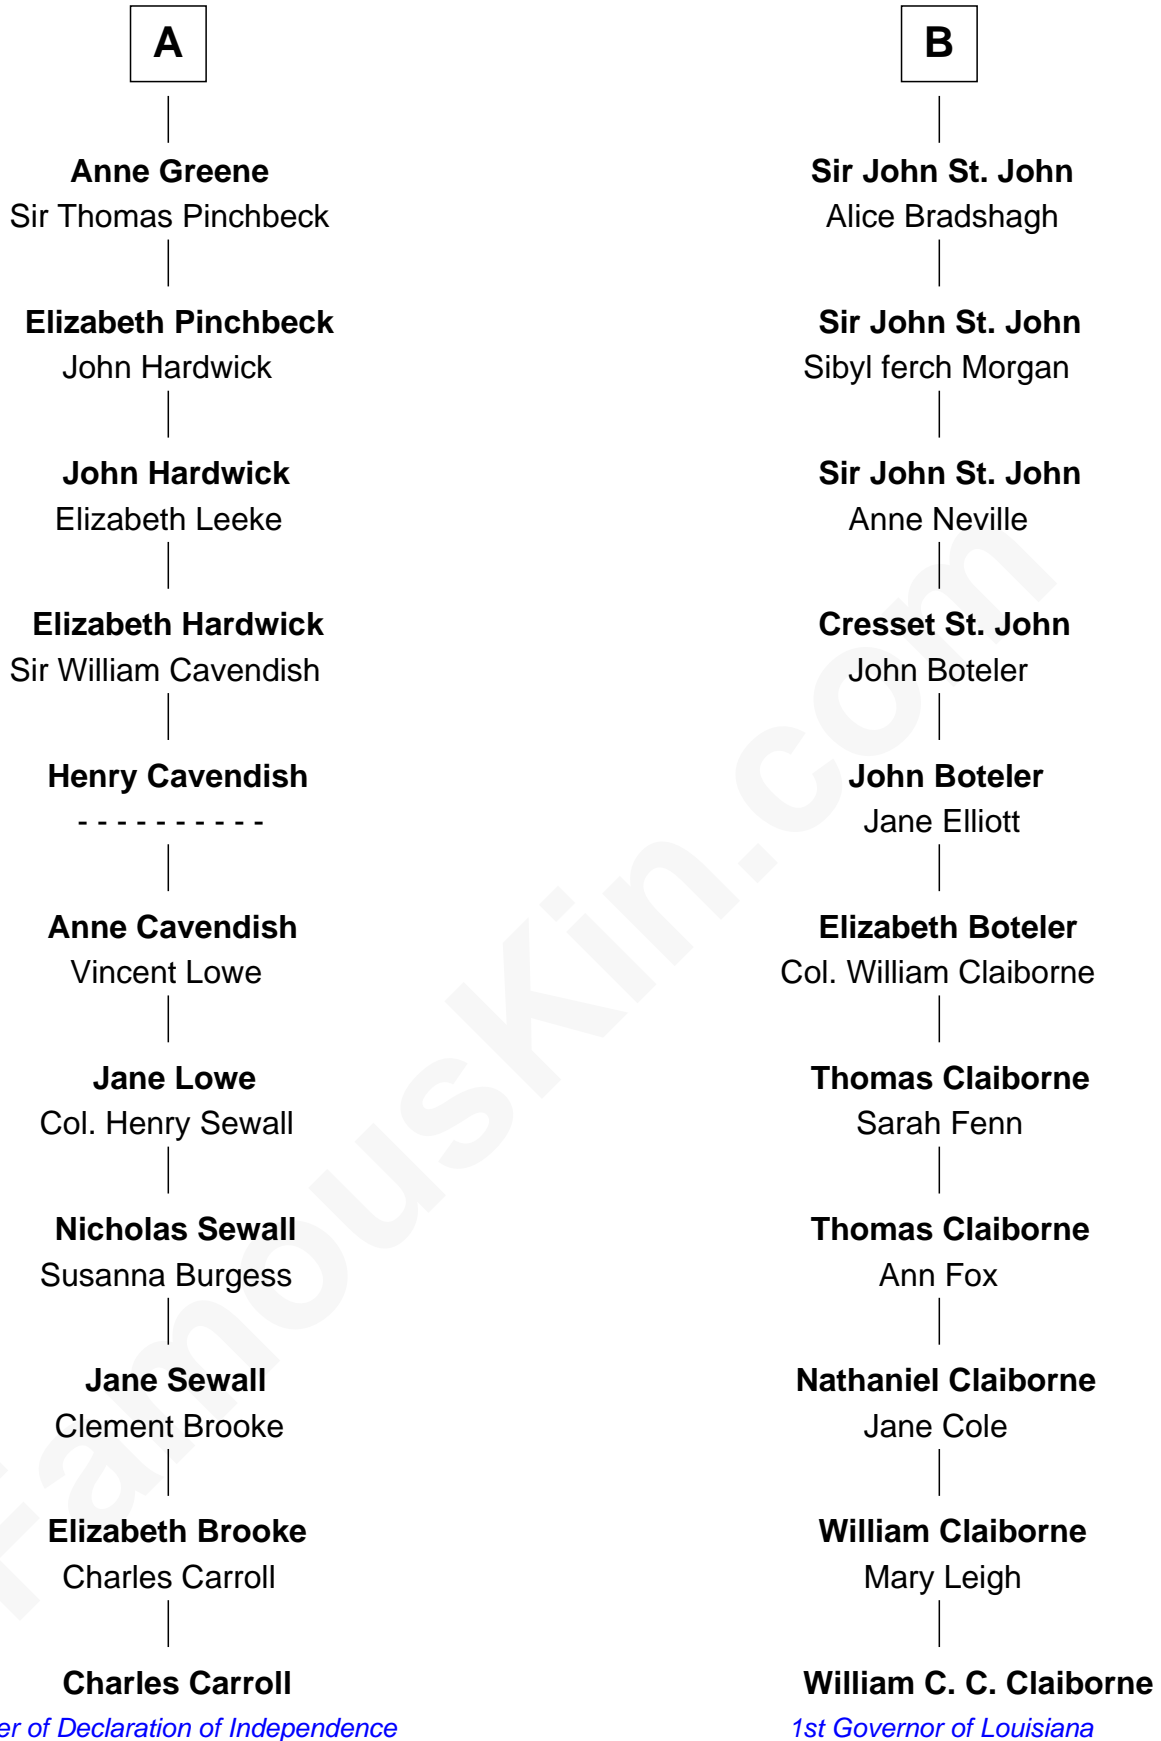 A
Anne Greene
Sir Thomas Pinchbeck
Elizabeth Pinchbeck
John Hardwick
John Hardwick
Elizabeth Leeke
Elizabeth Hardwick
Sir William Cavendish
Henry Cavendish
- - - - - - - - - -
Anne Cavendish
Vincent Lowe
Jane Lowe
Col. Henry Sewall
Nicholas Sewall
Susanna Burgess
Jane Sewall
Clement Brooke
Elizabeth Brooke
Charles Carroll
Charles Carroll
er of Declaration of Independence
B
Sir John St. John
Alice Bradshagh
Sir John St. John
Sibyl ferch Morgan
Sir John St. John
Anne Neville
Cresset St. John
John Boteler
John Boteler
Jane Elliott
Elizabeth Boteler
Col. William Claiborne
Thomas Claiborne
Sarah Fenn
Thomas Claiborne
Ann Fox
Nathaniel Claiborne
Jane Cole
William Claiborne
Mary Leigh
William C. C. Claiborne
1st Governor of Louisiana
FamousKin.com